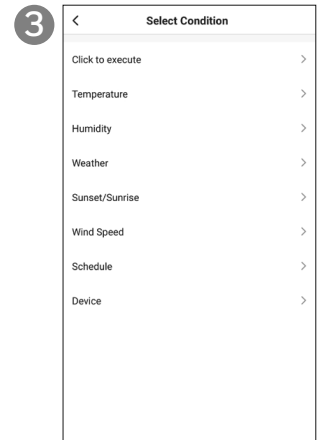 3
Select Condition
Click to execute
Temperature
Humidity
Weather
Sunset/Sunrise
Wind Speed
Schedule
Device